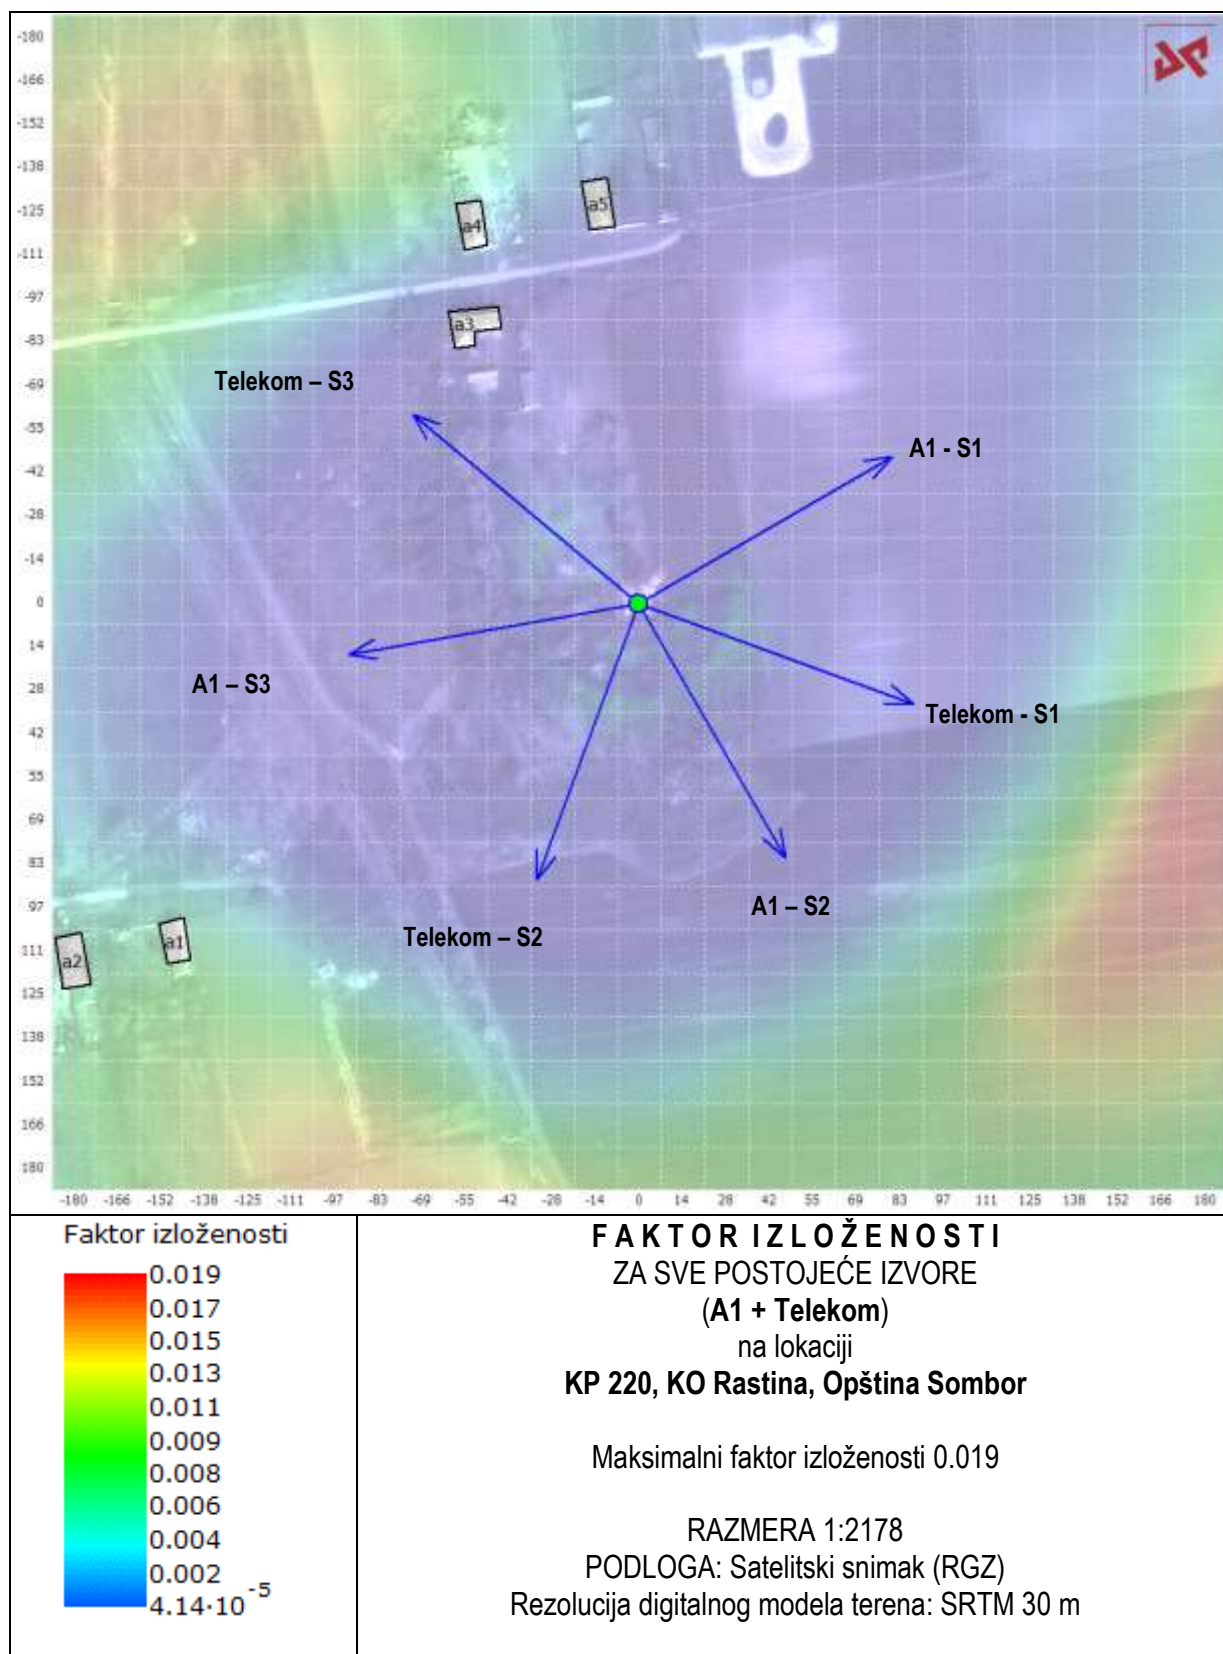 -180
-166
-152
-138
-125
-111
-97
-83
-69
-55
-42
-28
-14
0
14
28
42
55
69
83
97
111
125
138
152
166
180
a5
a4
a3
Telekom – S3
A1 - S1
A1 – S3
Telekom - S1
A1 – S2
Telekom – S2
a1
a2
-180 -166 -152 -138 -125 -111 -97 -83 -69 -55 -42 -28 -14 0 14 28 42 55 69 83 97 111 125 138 152 166 180
Faktor izloženosti
0.019
0.017
0.015
0.013
0.011
0.009
0.008
0.006
0.004
0.002
4.14·10⁻⁵
FAKTOR IZLOŽENOSTI
ZA SVE POSTOJEĆE IZVORE
(A1 + Telekom)
na lokaciji
KP 220, KO Rastina, Opština Sombor
Maksimalni faktor izloženosti 0.019
RAZMERA 1:2178
PODLOGA: Satelitski snimak (RGZ)
Rezolucija digitalnog modela terena: SRTM 30 m